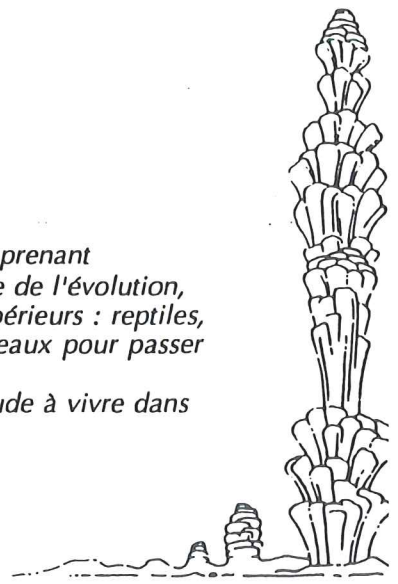 prenant
de l'évolution,
périeurs : reptiles,
eaux pour passer
ude à vivre dans